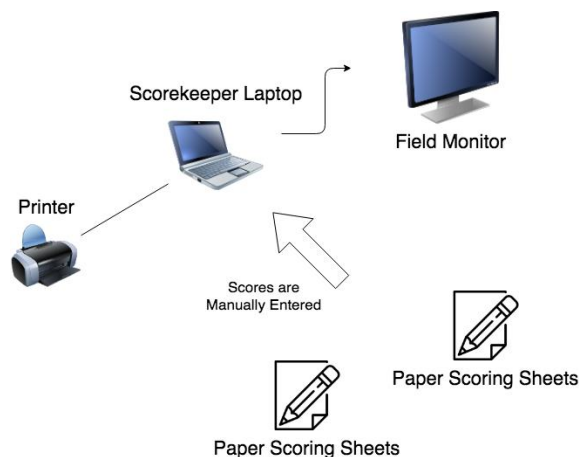 Scorekeeper Laptop
Field Monitor
Printer
Scores are
Manually Entered
Paper Scoring Sheets
Paper Scoring Sheets